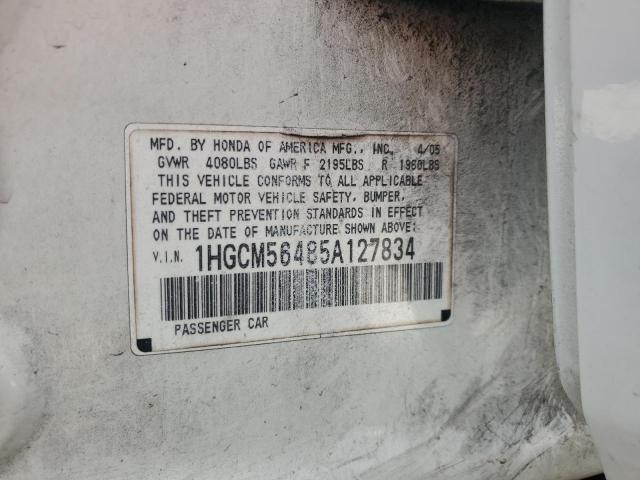 MFD. BY HONDA OF AMERICA MFG., INC. 4/05
GVWR 4080LBS GAWR F 2195LBS R 1960LBS
THIS VEHICLE CONFORMS TO ALL APPLICABLE
FEDERAL MOTOR VEHICLE SAFETY, BUMPER,
AND THEFT PREVENTION STANDARDS IN EFFECT
ON THE DATE OF MANUFACTURE SHOWN ABOVE:
V.I.N. 1HGCM56485A127834
PASSENGER CAR